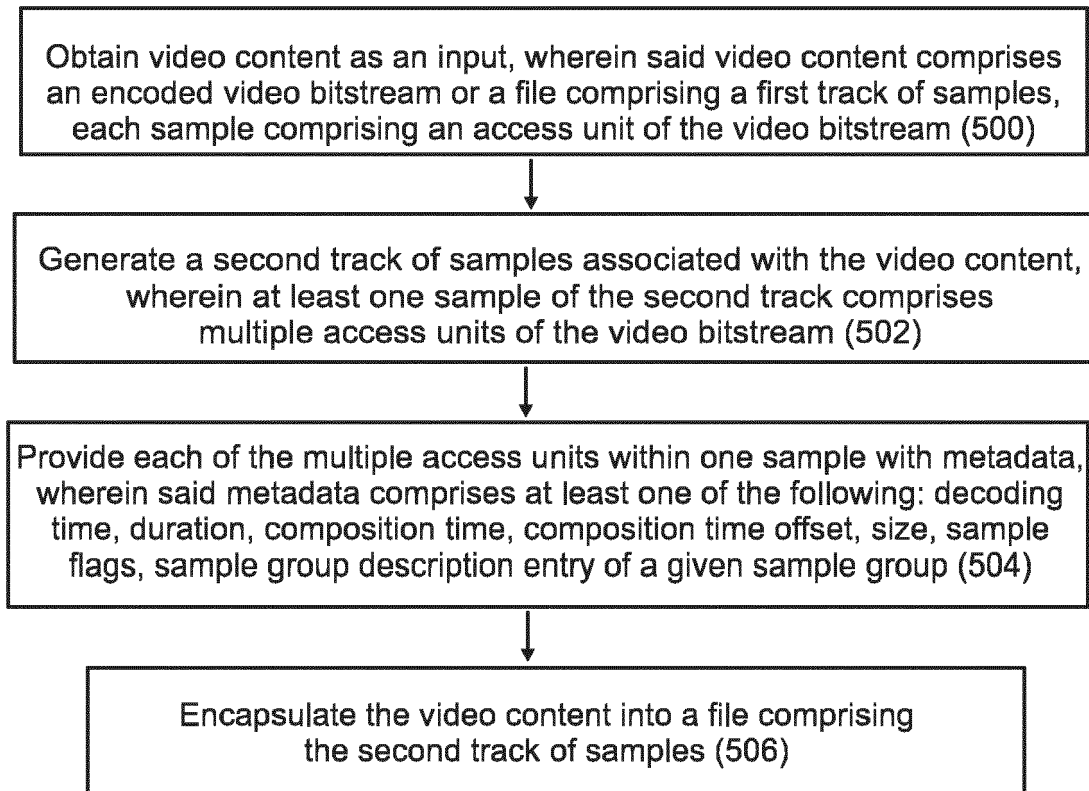 Obtain video content as an input, wherein said video content comprises
an encoded video bitstream or a file comprising a first track of samples,
each sample comprising an access unit of the video bitstream (500)
Generate a second track of samples associated with the video content,
wherein at least one sample of the second track comprises
multiple access units of the video bitstream (502)
Provide each of the multiple access units within one sample with metadata,
wherein said metadata comprises at least one of the following: decoding
time, duration, composition time, composition time offset, size, sample
flags, sample group description entry of a given sample group (504)
Encapsulate the video content into a file comprising
the second track of samples (506)